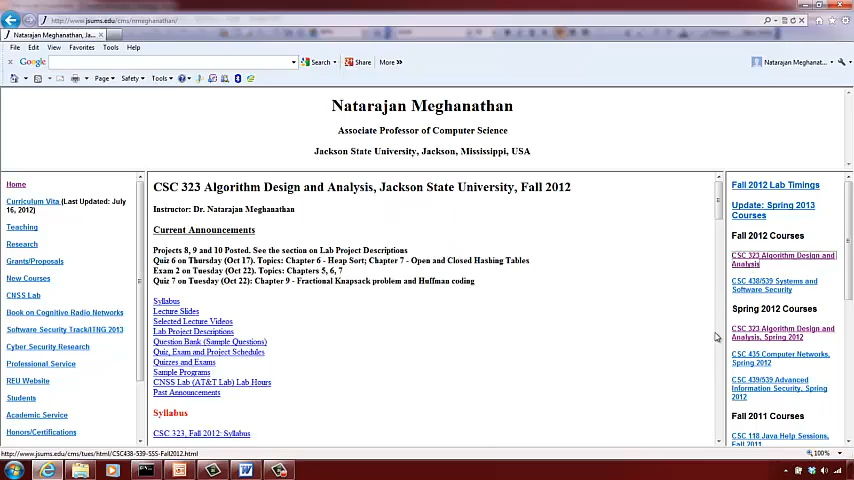 http://www.jsums.edu/cms/nmeghanathan/
Natarajan Meghanathan, Ja...
File Edit View Favorites Tools Help
x Google Search Share More »
Natarajan Meghanat...
Page Safety Tools
Natarajan Meghanathan
Associate Professor of Computer Science
Jackson State University, Jackson, Mississippi, USA
Home
Curriculum Vita (Last Updated: July
16, 2012)
Teaching
Research
Grants/Proposals
New Courses
CNSS Lab
Book on Cognitive Radio Networks
Software Security Track/ITNG 2013
Cyber Security Research
Professional Service
REU Website
Students
Academic Service
Honors/Certifications
CSC 323 Algorithm Design and Analysis, Jackson State University, Fall 2012
Instructor: Dr. Natarajan Meghanathan
Current Announcements
Projects 8, 9 and 10 Posted. See the section on Lab Project Descriptions
Quiz 6 on Thursday (Oct 17). Topics: Chapter 6 - Heap Sort; Chapter 7 - Open and Closed Hashing Tables
Exam 2 on Tuesday (Oct 22). Topics: Chapters 5, 6, 7
Quiz 7 on Tuesday (Oct 22): Chapter 9 - Fractional Knapsack problem and Huffman coding
Syllabus
Lecture Slides
Selected Lecture Videos
Lab Project Descriptions
Question Bank (Sample Questions)
Quiz, Exam and Project Schedules
Quizzes and Exams
Sample Programs
CNSS Lab (AT&T Lab) Lab Hours
Past Announcements
Syllabus
CSC 323, Fall 2012: Syllabus
Fall 2012 Lab Timings
Update: Spring 2013
Courses
Fall 2012 Courses
CSC 323 Algorithm Design and
Analysis
CSC 438/539 Systems and
Software Security
Spring 2012 Courses
CSC 323 Algorithm Design and
Analysis, Spring 2012
CSC 435 Computer Networks,
Spring 2012
CSC 439/539 Advanced
Information Security, Spring
2012
Fall 2011 Courses
CSC 118 Java Help Sessions,
Fall 2011
http://www.jsums.edu/cms/tues/html/CSC438-539-SSS-Fall2012.html
100%